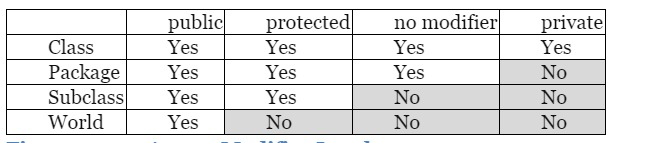 public protected no modifier private
Class Yes Yes Yes Yes
Package Yes Yes Yes No
Subclass Yes Yes No No
World Yes No No No